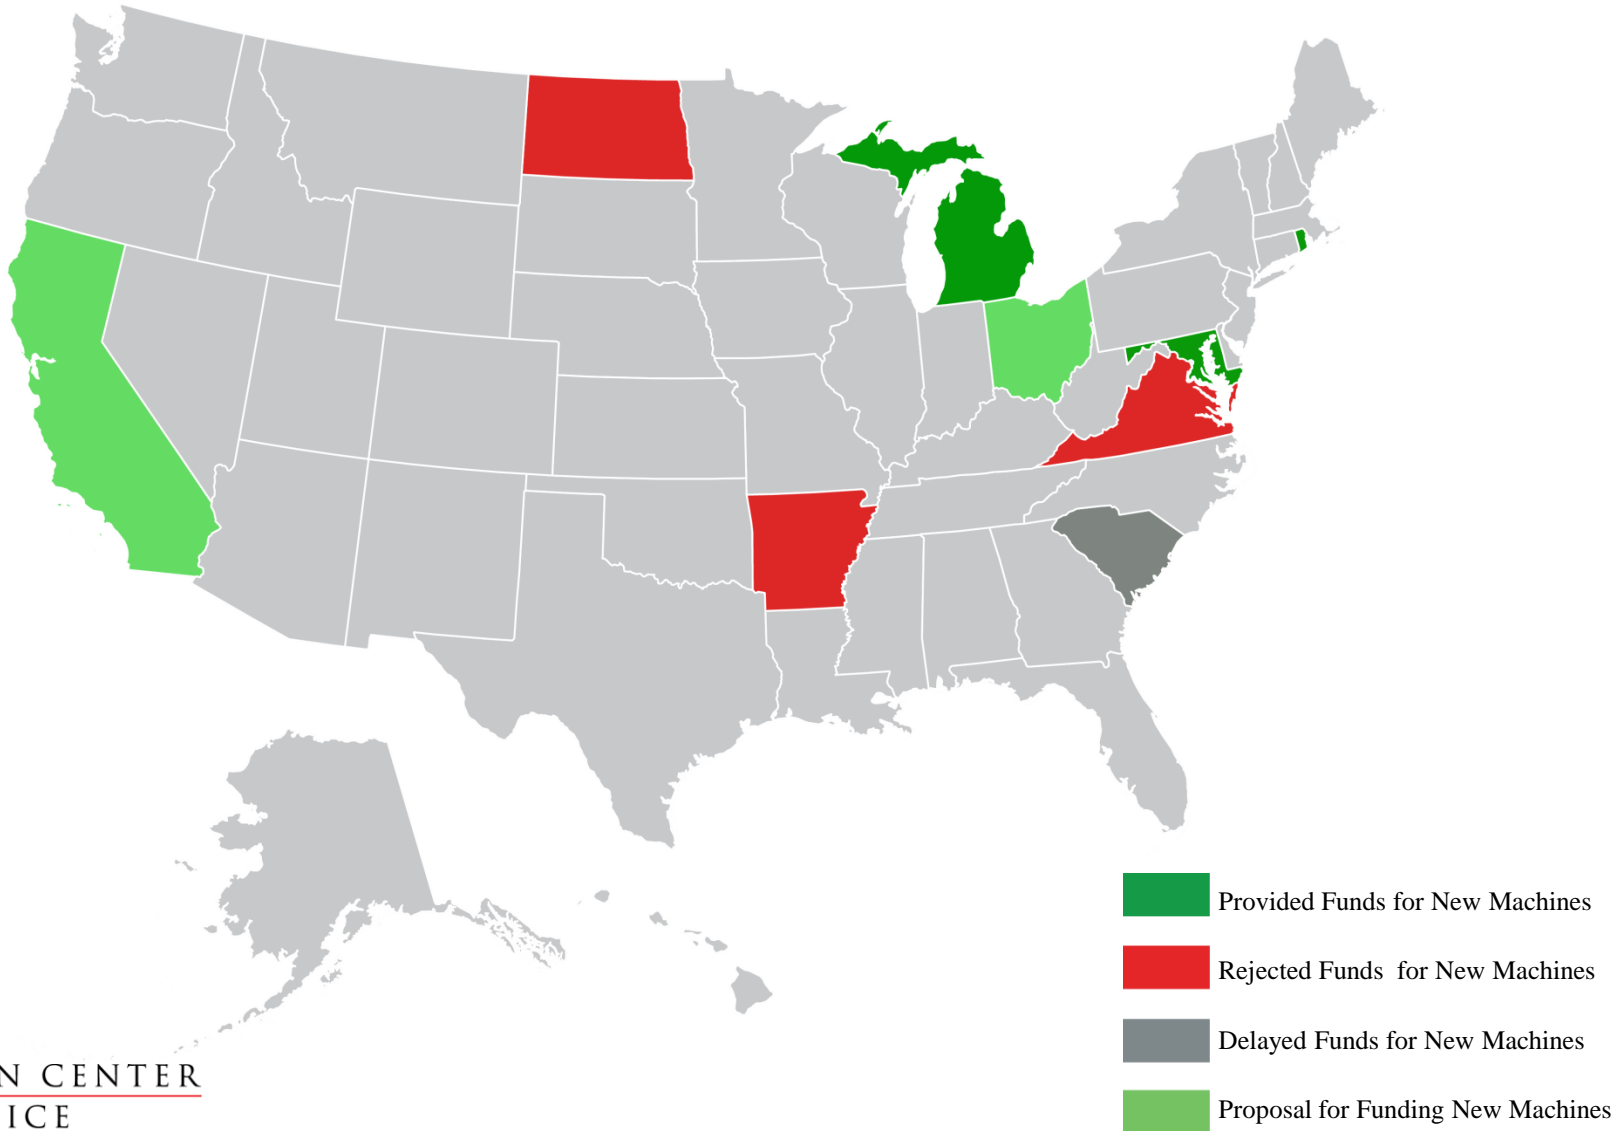 Provided Funds for New Machines
Rejected Funds for New Machines
Delayed Funds for New Machines
Proposal for Funding New Machines
N CENTER
ICE